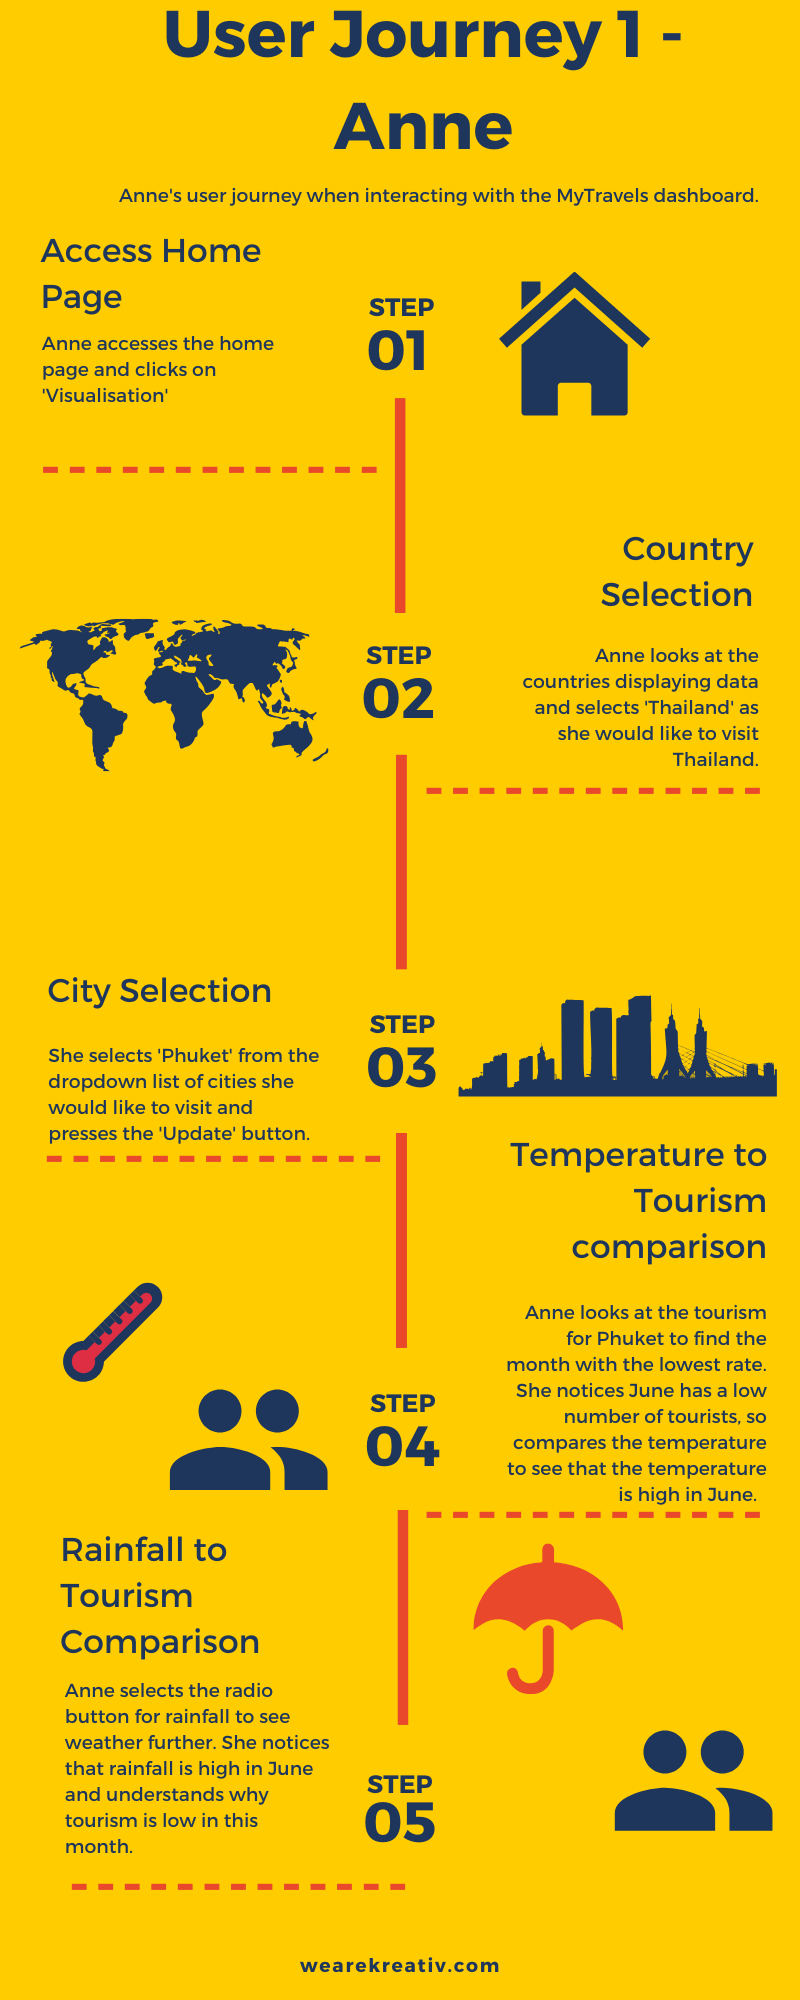 User Journey 1 -
Anne
Anne's user journey when interacting with the MyTravels dashboard.
Access Home
Page
Anne accesses the home
page and clicks on
'Visualisation'
STEP
01
Country
Selection
Anne looks at the
countries displaying data
and selects 'Thailand' as
she would like to visit
Thailand.
STEP
02
City Selection
She selects 'Phuket' from the
dropdown list of cities she
would like to visit and
presses the 'Update' button.
STEP
03
Temperature to
Tourism
comparison
Anne looks at the tourism
for Phuket to find the
month with the lowest rate.
She notices June has a low
number of tourists, so
compares the temperature
to see that the temperature
is high in June.
STEP
04
Rainfall to
Tourism
Comparison
Anne selects the radio
button for rainfall to see
weather further. She notices
that rainfall is high in June
and understands why
tourism is low in this
month.
STEP
05
wearekreativ.com